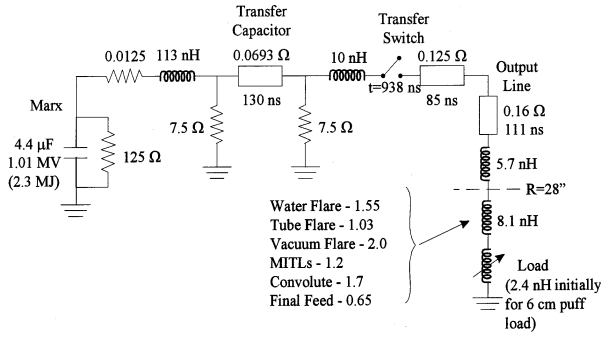 Transfer
Capacitor
Transfer
Switch
0.0125
113 nH
0.0693 Ω
10 nH
0.125 Ω
t=938 ns
Output
Line
130 ns
85 ns
Marx
7.5 Ω
7.5 Ω
0.16 Ω
111 ns
4.4 μF
1.01 MV
(2.3 MJ)
125 Ω
5.7 nH
R=28”
Water Flare - 1.55
Tube Flare - 1.03
Vacuum Flare - 2.0
MITLs - 1.2
Convolute - 1.7
Final Feed - 0.65
8.1 nH
Load
(2.4 nH initially
for 6 cm puff
load)